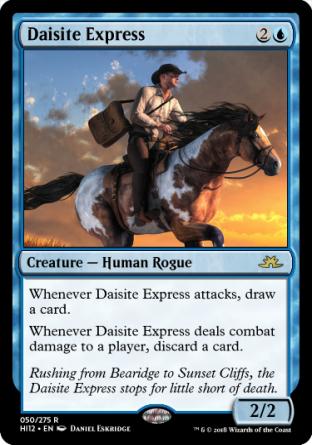 Daisite Express 2
Creature — Human Rogue
Whenever Daisite Express attacks, draw
a card.
Whenever Daisite Express deals combat
damage to a player, discard a card.
Rushing from Bearidge to Sunset Cliffs, the
Daisite Express stops for little short of death.
2/2
050/275 R
HI12 • EN DANIEL ESKRIDGE ™ & © 2018 Wizards of the Coast